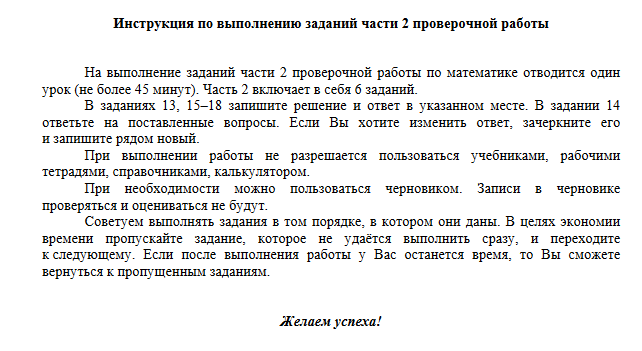 Инструкция по выполнению заданий части 2 проверочной работы
На выполнение заданий части 2 проверочной работы по математике отводится один
урок (не более 45 минут). Часть 2 включает в себя 6 заданий.
В заданиях 13, 15–18 запишите решение и ответ в указанном месте. В задании 14
ответьте на поставленные вопросы. Если Вы хотите изменить ответ, зачеркните его
и запишите рядом новый.
При выполнении работы не разрешается пользоваться учебниками, рабочими
тетрадями, справочниками, калькулятором.
При необходимости можно пользоваться черновиком. Записи в черновике
проверяться и оцениваться не будут.
Советуем выполнять задания в том порядке, в котором они даны. В целях экономии
времени пропускайте задание, которое не удаётся выполнить сразу, и переходите
к следующему. Если после выполнения работы у Вас останется время, то Вы сможете
вернуться к пропущенным заданиям.
Желаем успеха!